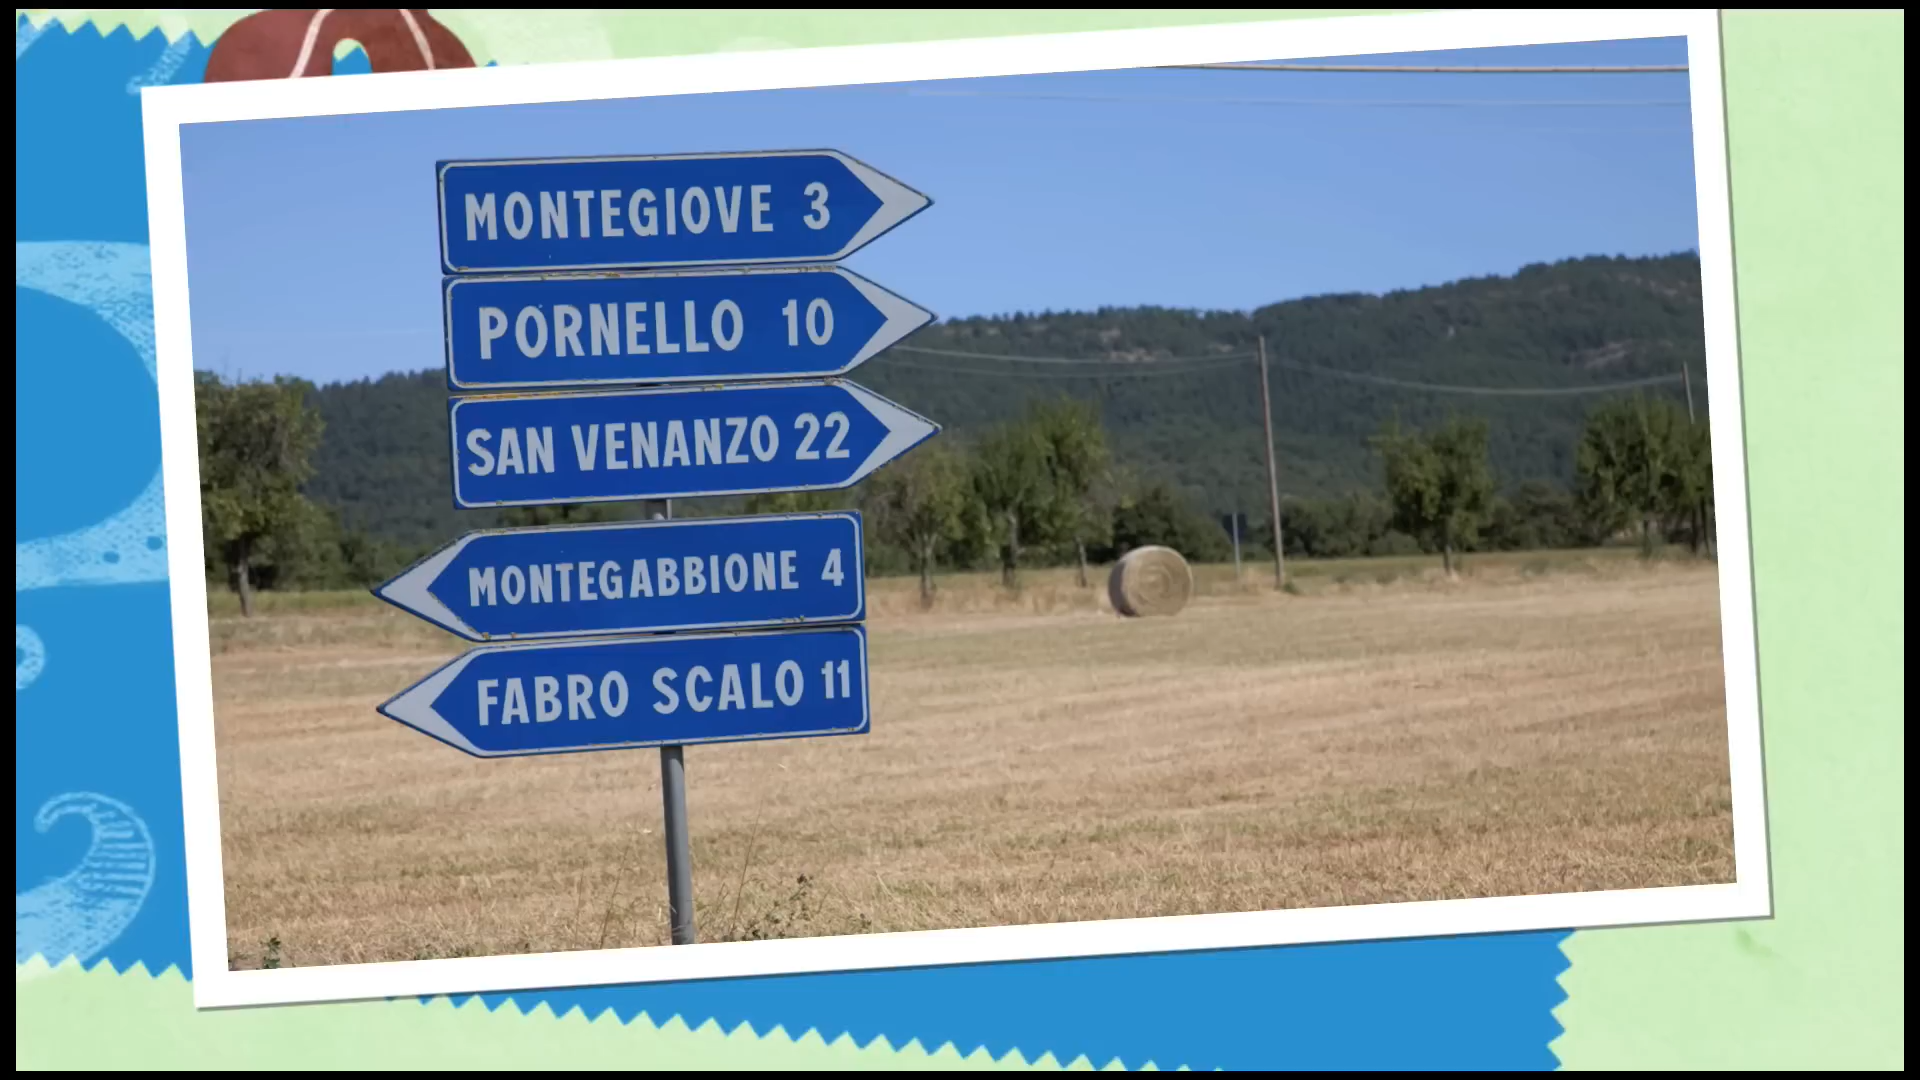 MONTEGIOVE 3
PORNELLO 10
SAN VENANZO 22
MONTEGABBIONE 4
FABRO SCALO 11